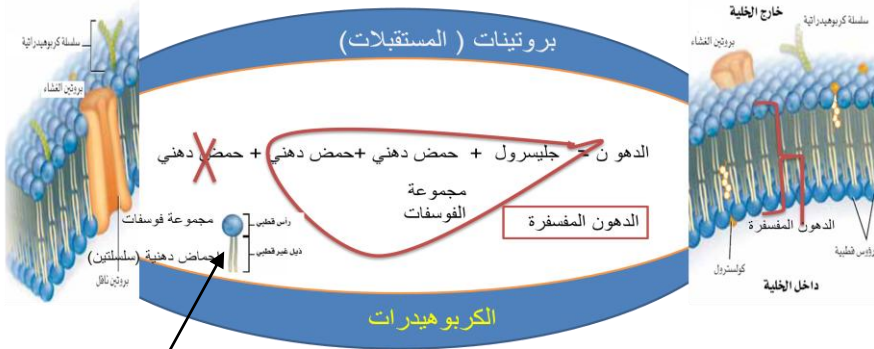 خارج الخلية
سلسلة كربوهيدراتية
بروتين الغشاء
بروتينات ( المستقبلات)
سلسلة كربوهيدراتية
بروتين الغشاء
الدهو ن = جليسرول + حمض دهني +حمض دهني + حمض دهني
مجموعة
الفوسفات
الدهون المفسفرة
مجموعة فوسفات
رأس قطبي
ذيل غير قطبي
احماض دهنية (سلسلتين)
بروتين ناقل
الدهون المفسفرة
رؤوس قطبية
كولسترول
داخل الخلية
الكربوهيدرات